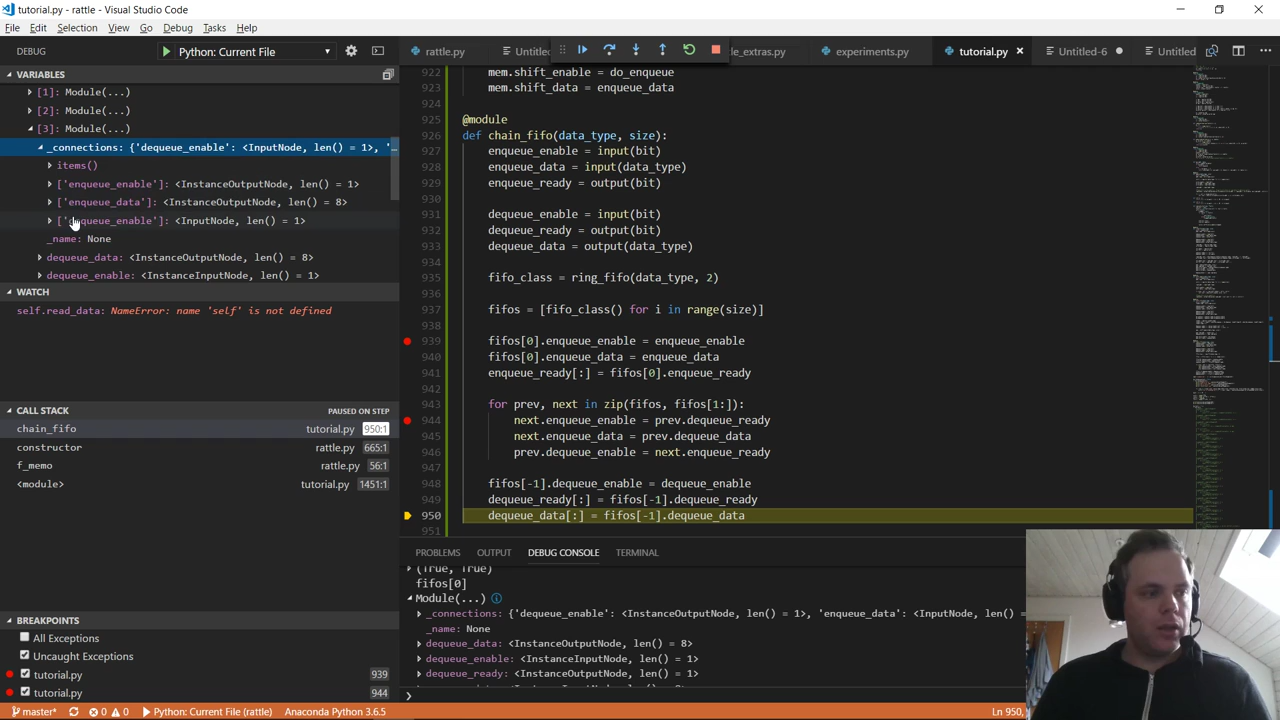 tutorial.py - rattle - Visual Studio Code
File Edit Selection View Go Debug Tasks Help
DEBUG Python: Current File
rattle.py Untitle le_extras.py experiments.py tutorial.py Untitled-6 Untitled
VARIABLES
[1]: Module(...)
[2]: Module(...)
[3]: Module(...)
_connections: {'dequeue_enable': <InputNode, len() = 1>, '...
items()
['enqueue_enable']: <InstanceOutputNode, len() = 1>
['enqueue_data']: <InstanceOutputNode, len() = 8>
['dequeue_enable']: <InputNode, len() = 1>
_name: None
dequeue_data: <InstanceOutputNode, len() = 8>
dequeue_enable: <InstanceInputNode, len() = 1>
WATCH
self.read_data: NameError: name 'self' is not defined
CALL STACK PAUSED ON STEP
chain_fifo tutorial.py 950:1
constructor rattle.py 665:1
f_memo rattle.py 56:1
<module> tutorial.py 1451:1
BREAKPOINTS
All Exceptions
Uncaught Exceptions
tutorial.py 939
tutorial.py 944
922 mem.shift_enable = do_enqueue
923 mem.shift_data = enqueue_data
924
925 @module
926 def chain_fifo(data_type, size):
927 enqueue_enable = input(bit)
928 enqueue_data = input(data_type)
929 enqueue_ready = output(bit)
930
931 dequeue_enable = input(bit)
932 dequeue_ready = output(bit)
933 dequeue_data = output(data_type)
934
935 fifo_class = ring_fifo(data_type, 2)
936
937 fifos = [fifo_class() for i in range(size)]
938
939 fifos[0].enqueue_enable = enqueue_enable
940 fifos[0].enqueue_data = enqueue_data
941 enqueue_ready[:] = fifos[0].enqueue_ready
942
943 for prev, next in zip(fifos, fifos[1:]):
944 next.enqueue_enable = prev.dequeue_ready
945 next.enqueue_data = prev.dequeue_data
946 prev.dequeue_enable = next.enqueue_ready
947
948 fifos[-1].dequeue_enable = dequeue_enable
949 dequeue_ready[:] = fifos[-1].dequeue_ready
950 dequeue_data[:] = fifos[-1].dequeue_data
951
PROBLEMS OUTPUT DEBUG CONSOLE TERMINAL
(True, True)
fifos[0]
Module(...)
_connections: {'dequeue_enable': <InstanceOutputNode, len() = 1>, 'enqueue_data': <InputNode, len() =
_name: None
dequeue_data: <InstanceOutputNode, len() = 8>
dequeue_enable: <InstanceInputNode, len() = 1>
dequeue_ready: <InstanceOutputNode, len() = 1>
master* 0 0 Python: Current File (rattle) Anaconda Python 3.6.5 Ln 950,